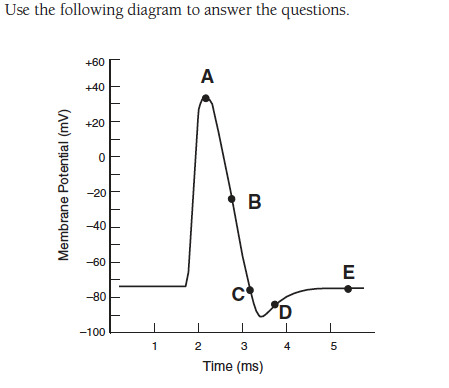 Use the following diagram to answer the questions.
+60
+40
+20
0
–20
–40
–60
–80
–100
Membrane Potential (mV)
A
B
C
D
E
1 2 3 4 5
Time (ms)